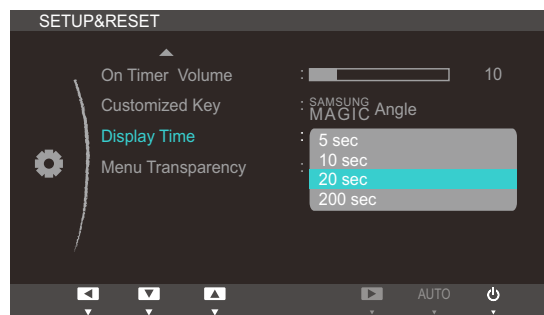 SETUP&RESET
On Timer Volume : 10
Customized Key : SAMSUNG MAGIC Angle
Display Time :
5 sec
10 sec
20 sec
Menu Transparency :
200 sec
AUTO